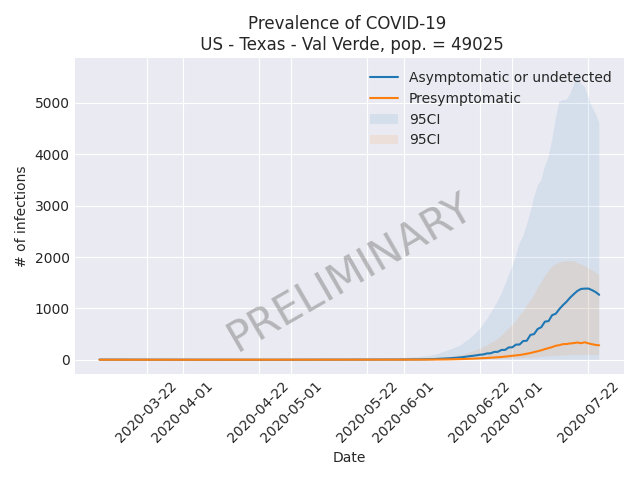 Prevalence of COVID-19
US - Texas - Val Verde, pop. = 49025
Asymptomatic or undetected
Presymptomatic
95CI
95CI
# of infections
5000
4000
3000
2000
1000
0
PRELIMINARY
2020-03-22
2020-04-01
2020-04-22
2020-05-01
2020-05-22
2020-06-01
2020-06-22
2020-07-01
2020-07-22
Date